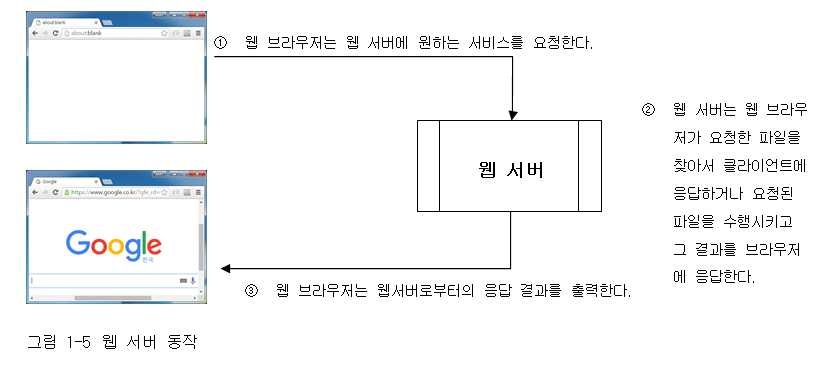 about:blank
about:blank
① 웹 브라우저는 웹 서버에 원하는 서비스를 요청한다.
웹 서버
② 웹 서버는 웹 브라우
저가 요청한 파일을
찾아서 클라이언트에
응답하거나 요청된
파일을 수행시키고
그 결과를 브라우저
에 응답한다.
Google
https://www.google.co.kr/?gfe_rd=
Google
한국
③ 웹 브라우저는 웹서버로부터의 응답 결과를 출력한다.
그림 1-5 웹 서버 동작